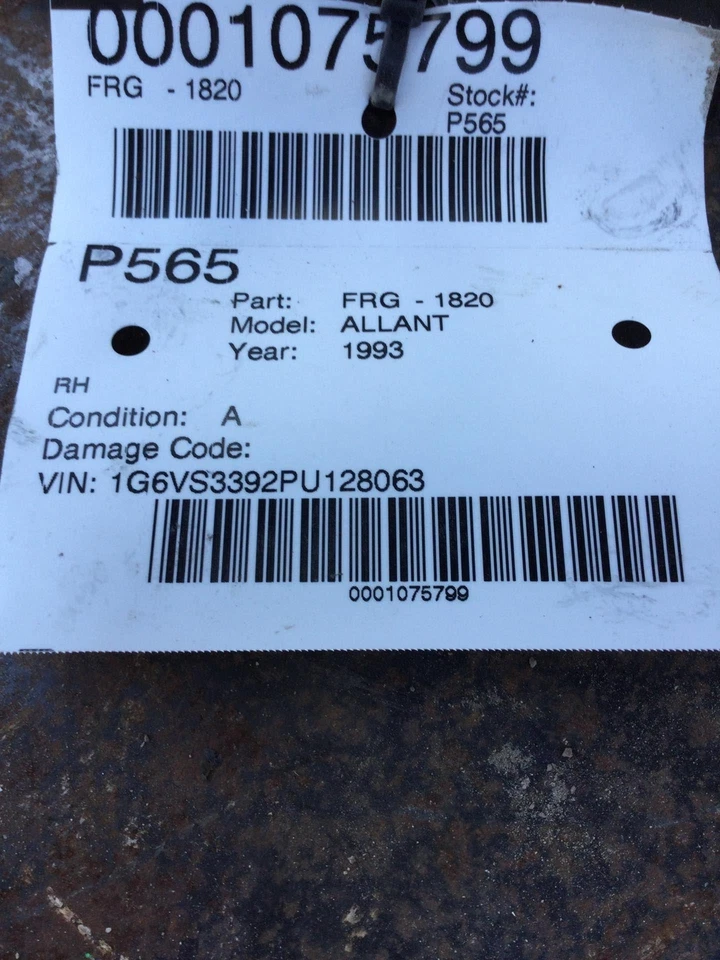 0001075799
FRG - 1820
Stock#:
P565
P565
Part: FRG - 1820
Model: ALLANT
Year: 1993
RH
Condition: A
Damage Code:
VIN: 1G6VS3392PU128063
0001075799